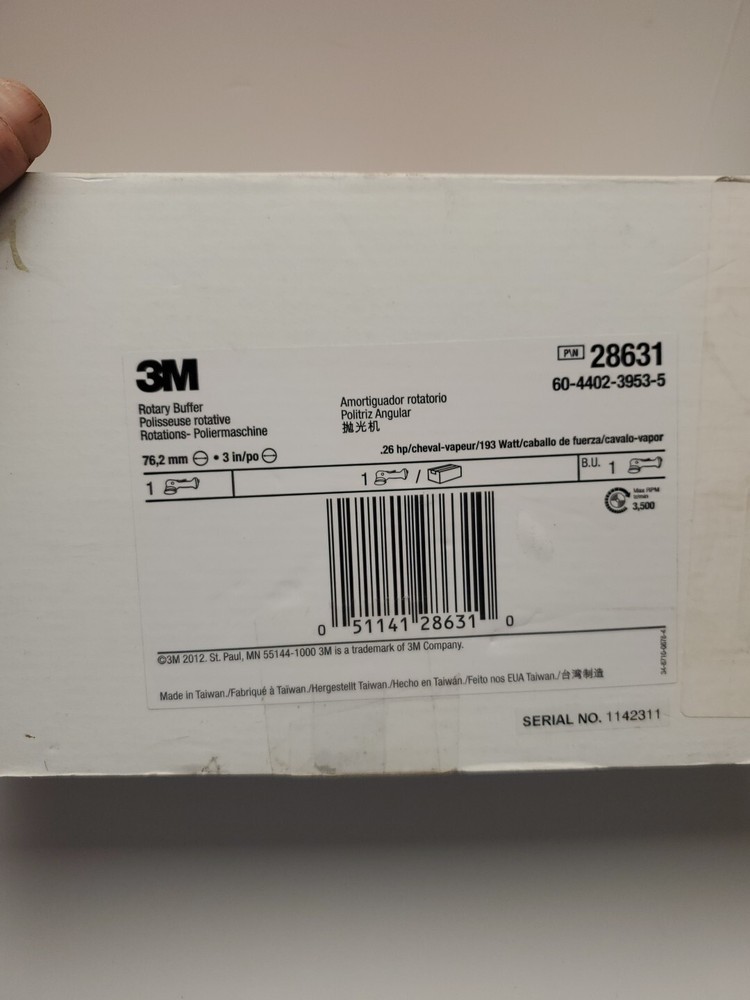 3M
Rotary Buffer
Polisseuse rotative
Rotations- Poliermaschine
Amortiguador rotatorio
Politriz Angular
抛光机
P\N 28631
60-4402-3953-5
76,2 mm • 3 in/po
.26 hp/cheval-vapeur/193 Watt/caballo de fuerza/cavalo-vapor
1
1 /
B.U. 1
Max RPM
3,500
0 51141 28631 0
©3M 2012. St. Paul, MN 55144-1000 3M is a trademark of 3M Company.
Made in Taiwan./Fabriqué à Taïwan./Hergestellt Taiwan./Hecho en Taiwán./Feito nos EUA Taiwan./台灣制造
SERIAL NO. 1142311